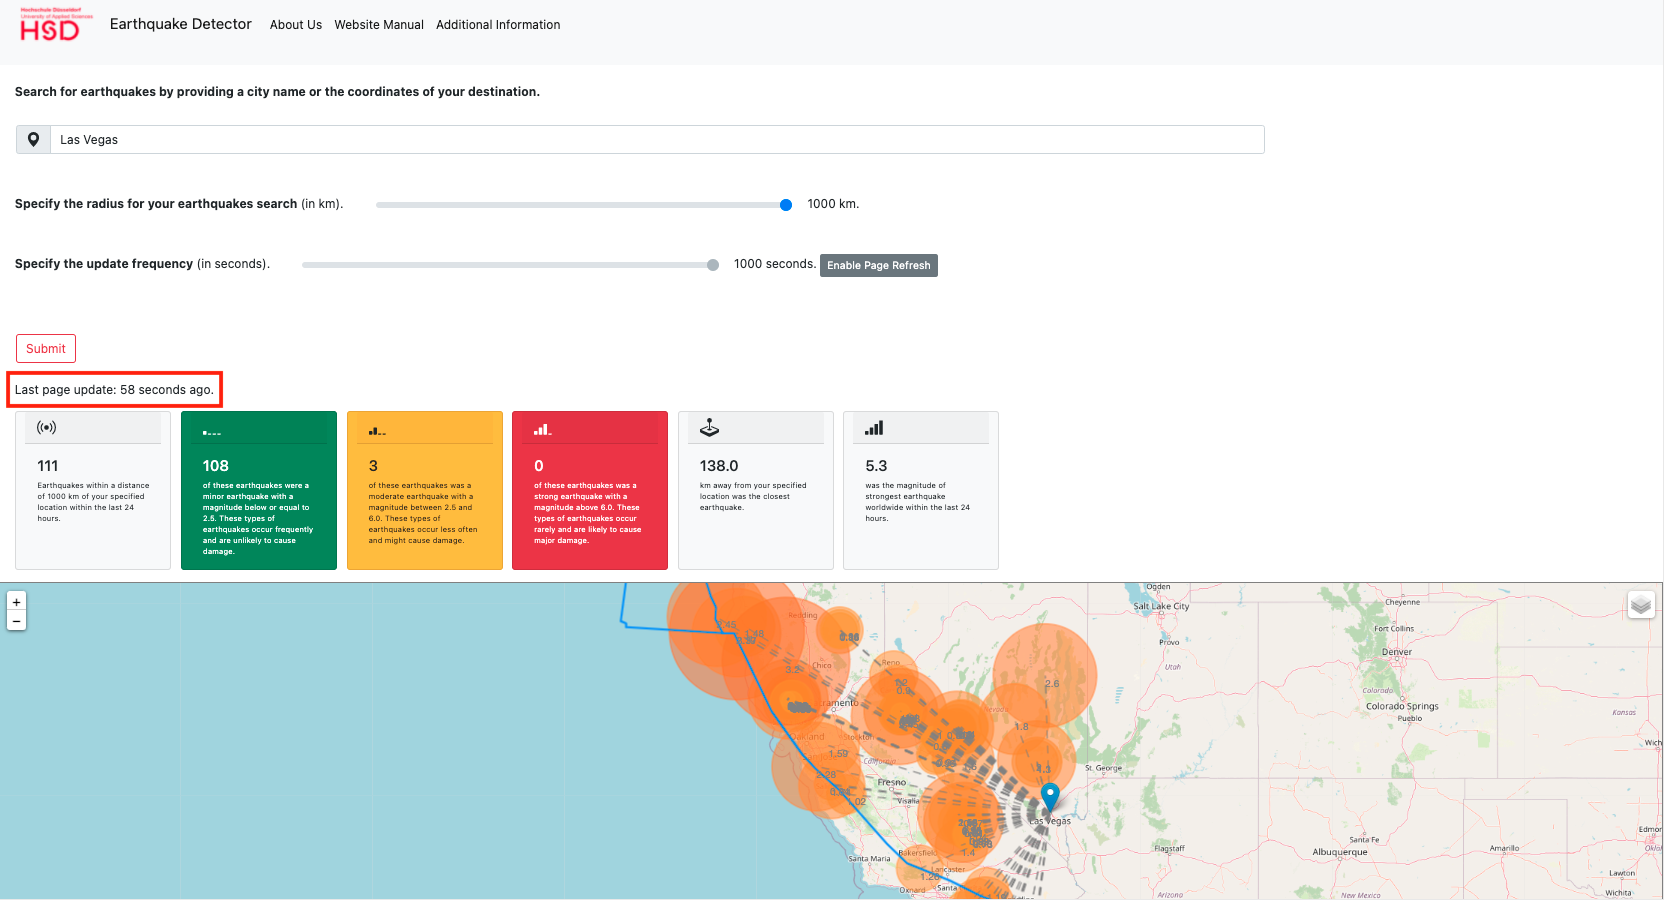 Hochschule Düsseldorf
University of Applied Sciences
HSD
Earthquake Detector About Us Website Manual Additional Information
Search for earthquakes by providing a city name or the coordinates of your destination.
Las Vegas
Specify the radius for your earthquakes search (in km). 1000 km.
Specify the update frequency (in seconds). 1000 seconds. Enable Page Refresh
Submit
Last page update: 58 seconds ago.
111
Earthquakes within a distance
of 1000 km of your specified
location within the last 24
hours.
108
of these earthquakes were a
minor earthquake with a
magnitude below or equal to
2.5. These types of
earthquakes occur frequently
and are unlikely to cause
damage.
3
of these earthquakes was a
moderate earthquake with a
magnitude between 2.5 and
6.0. These types of
earthquakes occur less often
and might cause damage.
0
of these earthquakes was a
strong earthquake with a
magnitude above 6.0. These
types of earthquakes occur
rarely and are likely to cause
major damage.
138.0
km away from your specified
location was the closest
earthquake.
5.3
was the magnitude of
strongest earthquake
worldwide within the last 24
hours.
+
−
Ogden
Salt Lake City
Provo
Utah
Cheyenne
Fort Collins
Denver
Colorado
Colorado Springs
Pueblo
Kansas
Wich
Redding
2.45
1.48
3.2
Chico
Reno
1.2
0.9
2.6
Nevada
1.8
ramento
Oakland
Stockton
1.59
California
2.28
1.02
Fresno
Visalia
St. George
Las Vegas
1.4
Bakersfield
Santa Maria
Lancaster
1.26
Oxnard
Santa
Flagstaff
Arizona
Santa Fe
Albuquerque
New Mexico
Amarillo
Edmor
Lawton
Wichita